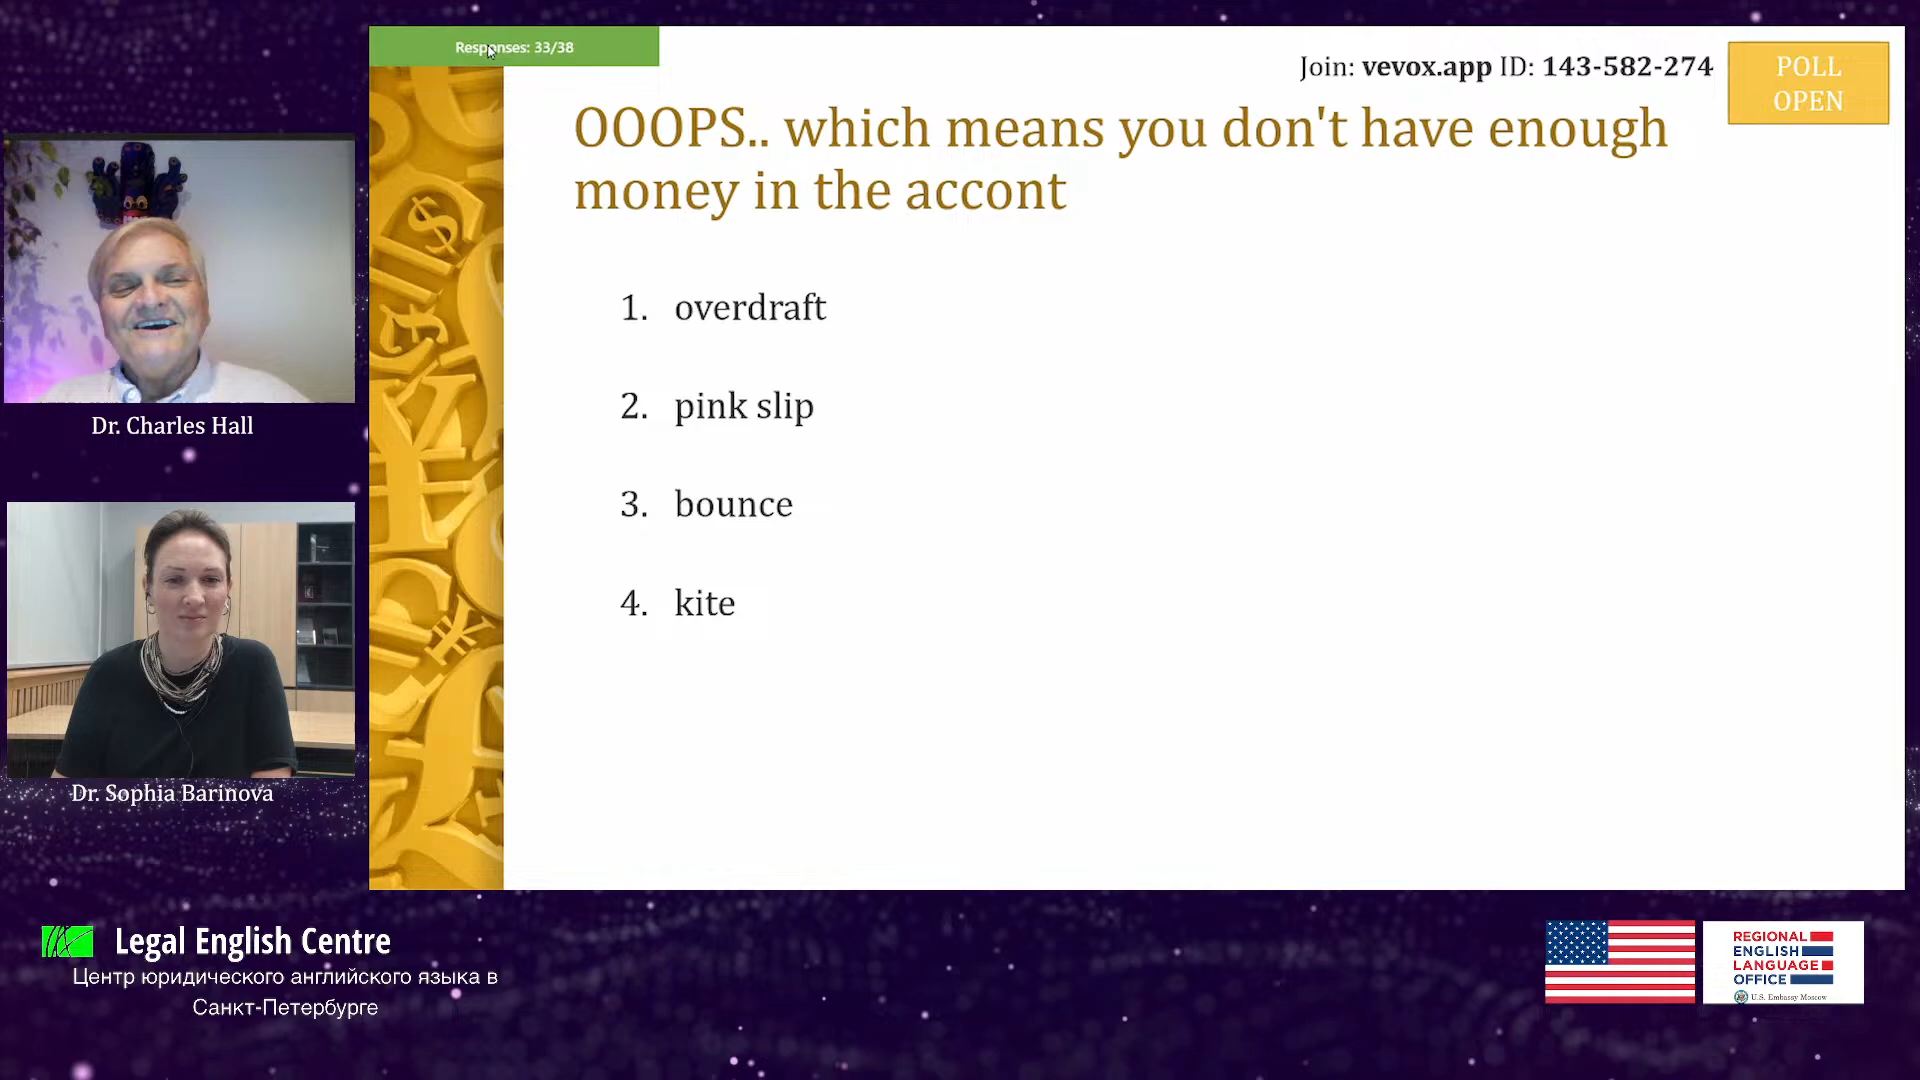 Responses: 33/38
Join: vevox.app ID: 143-582-274
POLL
OPEN
OOOPS.. which means you don't have enough
money in the accont
1. overdraft
2. pink slip
3. bounce
4. kite
Dr. Charles Hall
Dr. Sophia Barinova
Legal English Centre
Центр юридического английского языка в
Санкт-Петербурге
REGIONAL
ENGLISH
LANGUAGE
OFFICE
U.S. Embassy Moscow